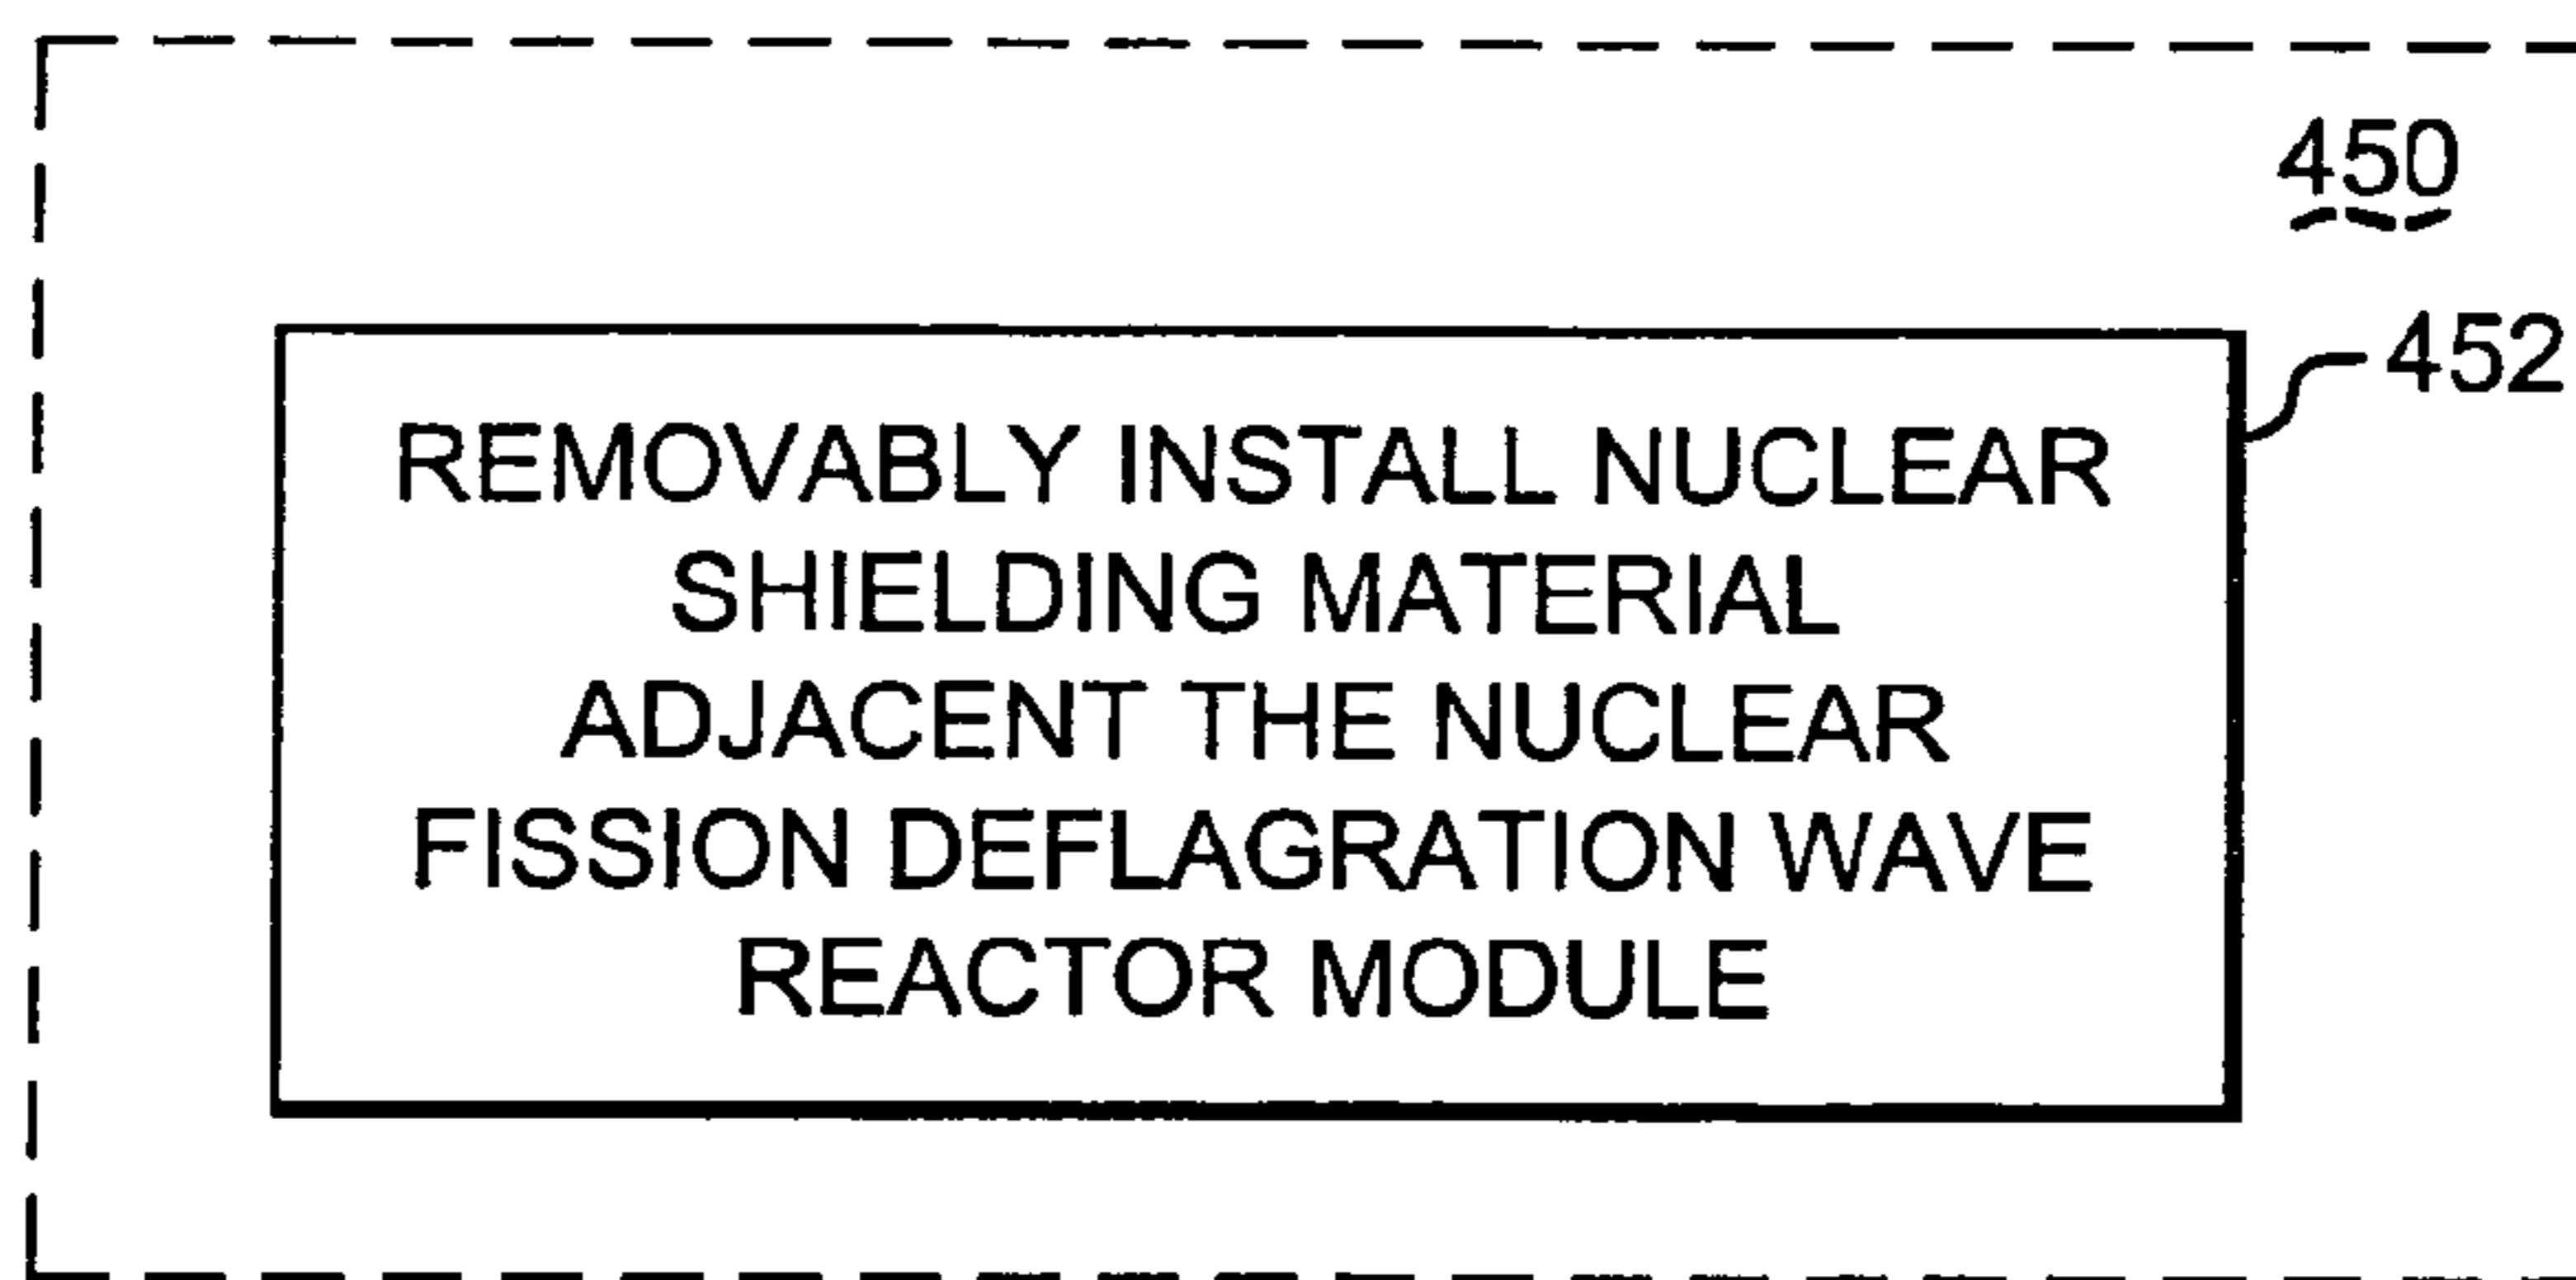 450
452
REMOVABLY INSTALL NUCLEAR
SHIELDING MATERIAL
ADJACENT THE NUCLEAR
FISSION DEFLAGRATION WAVE
REACTOR MODULE